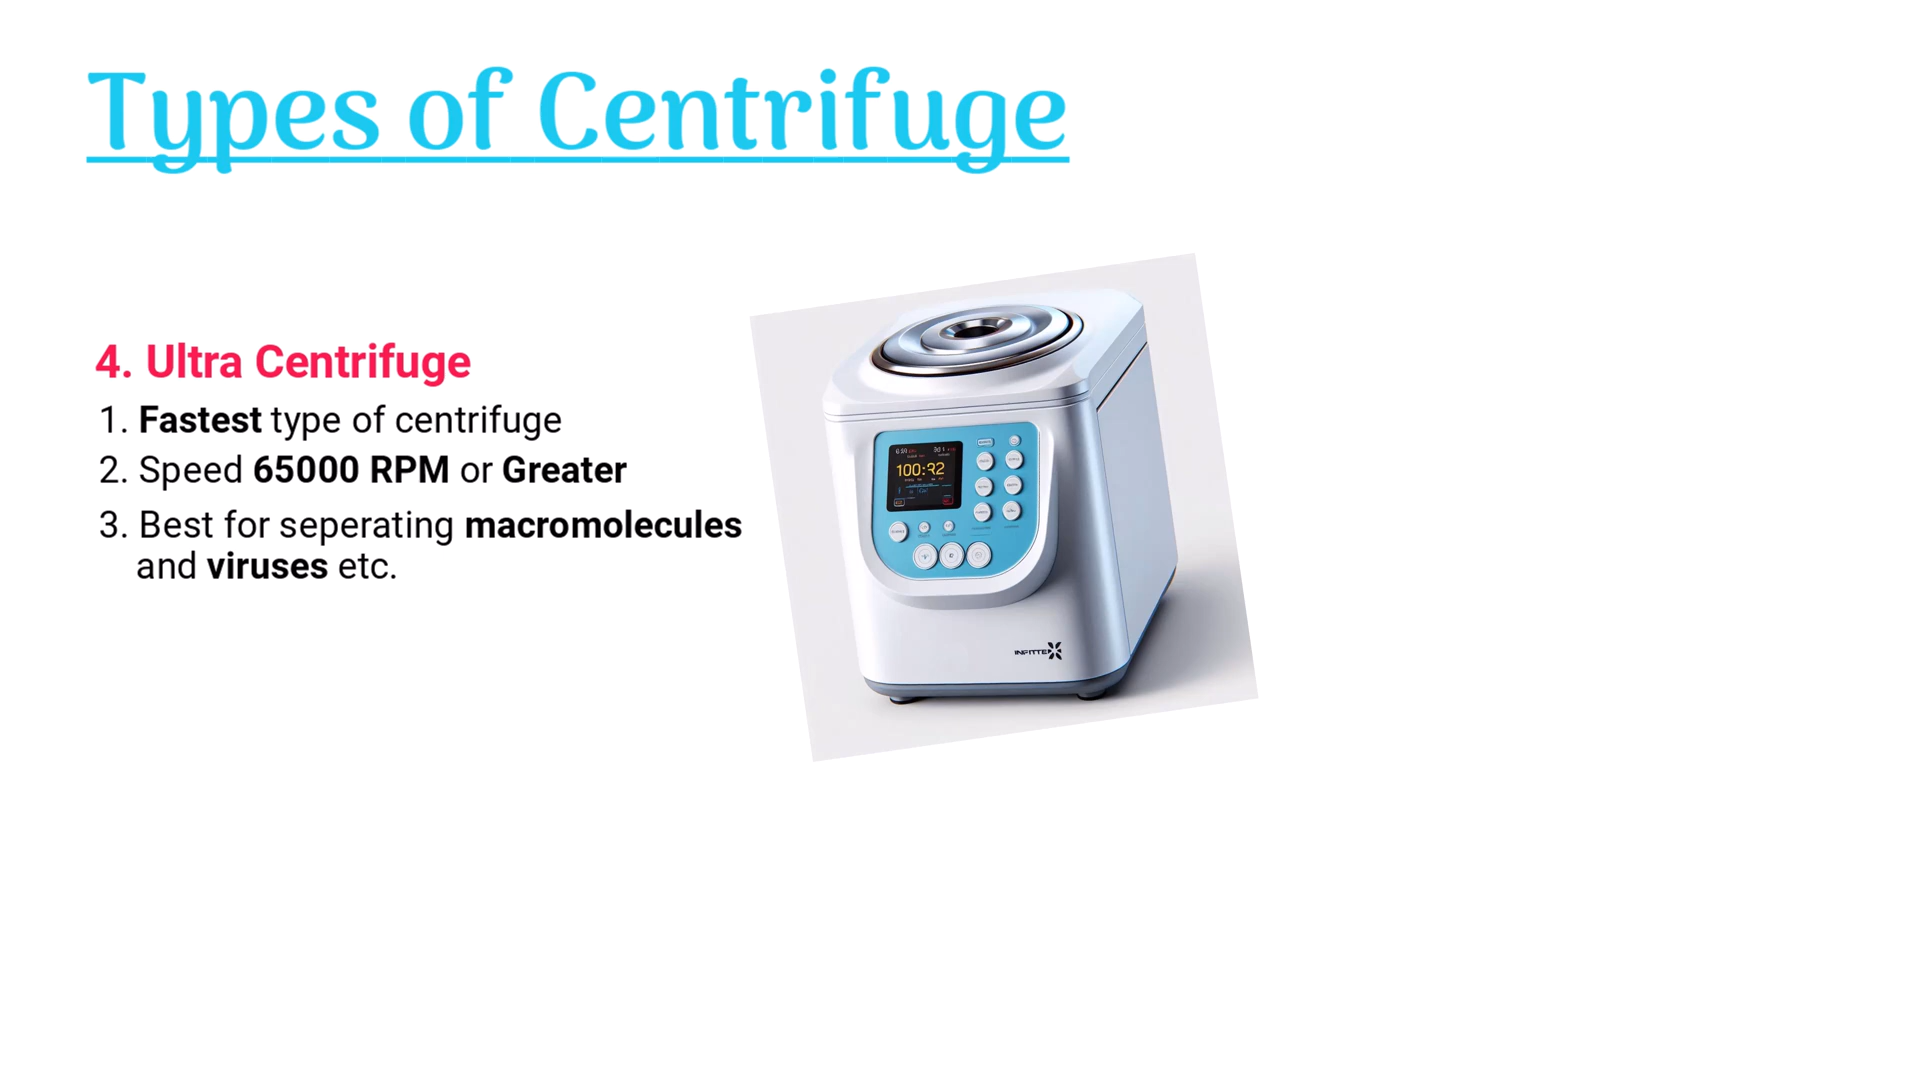 Types of Centrifuge
4. Ultra Centrifuge
1. Fastest type of centrifuge
2. Speed 65000 RPM or Greater
3. Best for seperating macromolecules
and viruses etc.
100:32
INFITTE